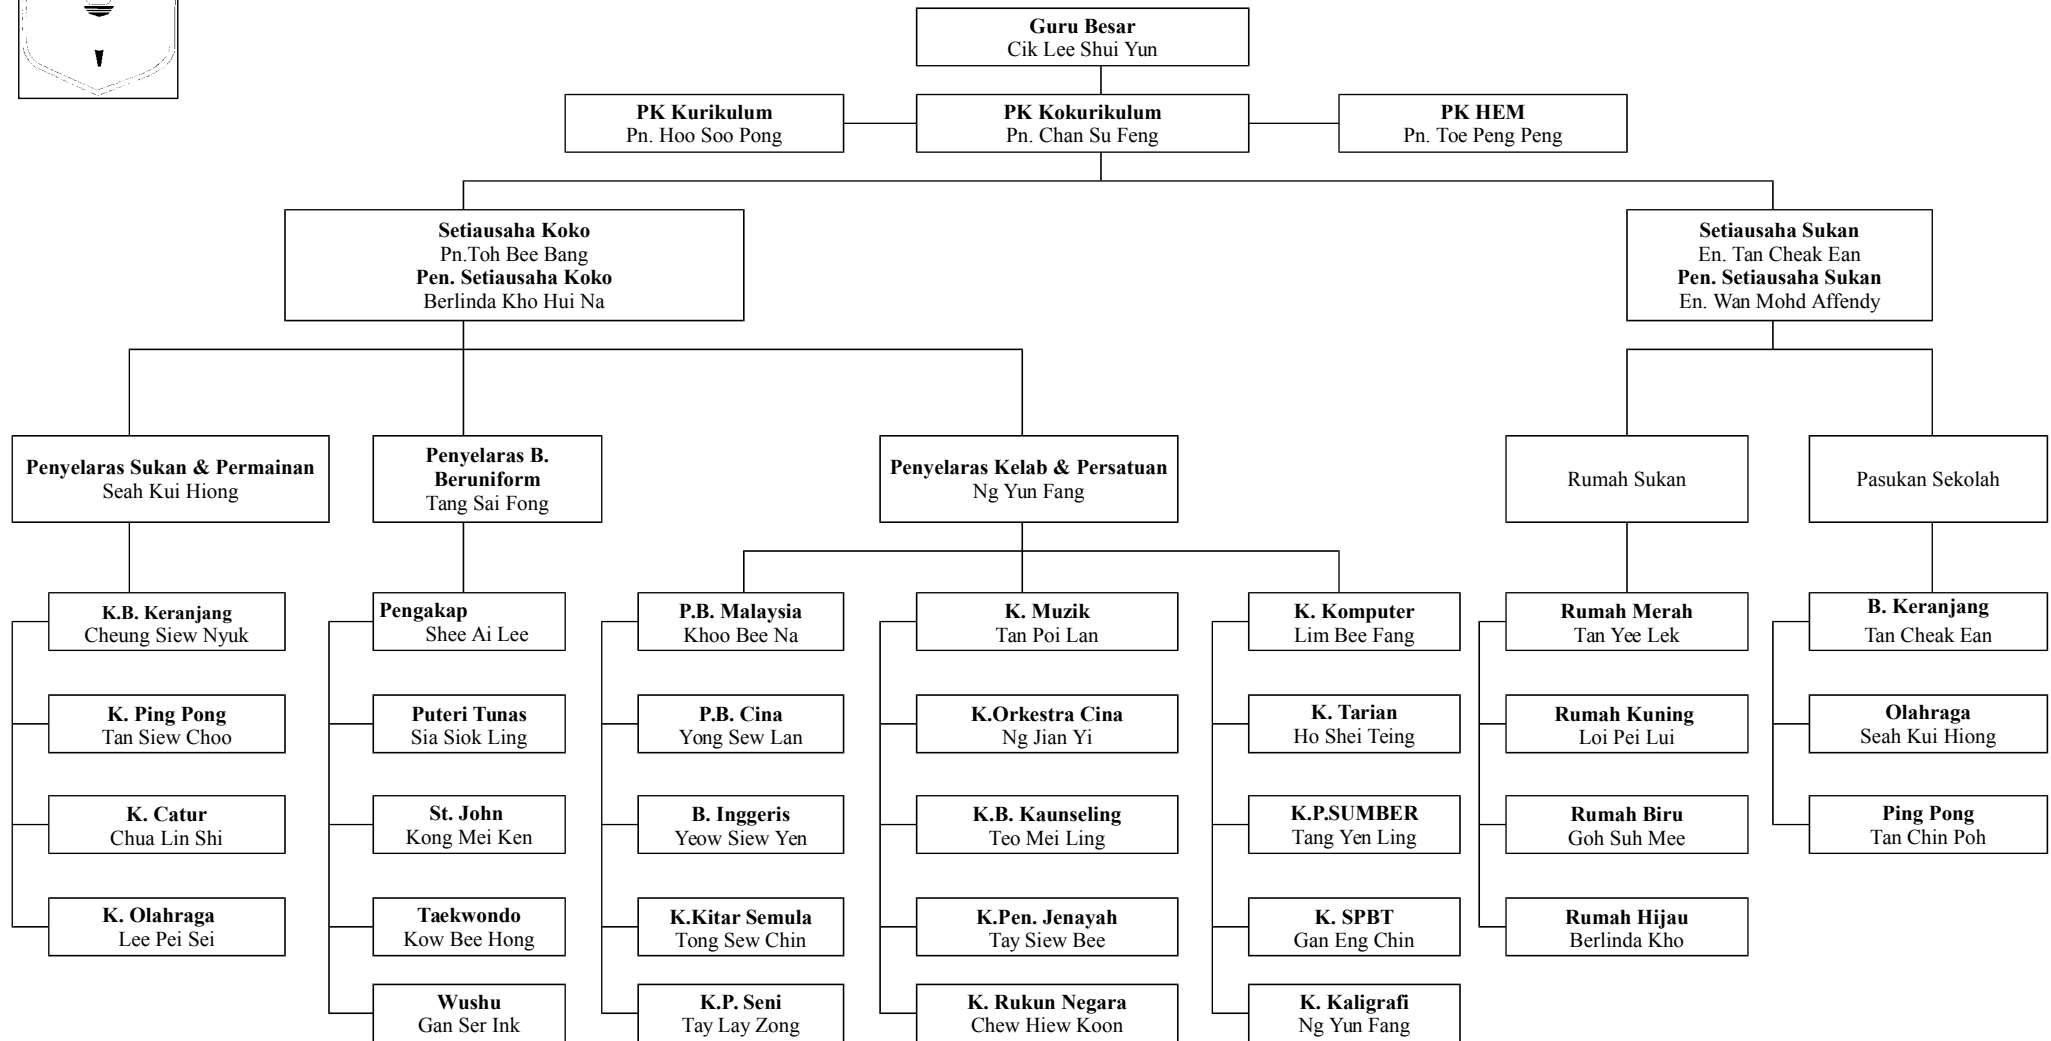 Guru Besar
Cik Lee Shui Yun
PK Kurikulum
Pn. Hoo Soo Pong
PK Kokurikulum
Pn. Chan Su Feng
PK HEM
Pn. Toe Peng Peng
Setiausaha Koko
Pn.Toh Bee Bang
Pen. Setiausaha Koko
Berlinda Kho Hui Na
Setiausaha Sukan
En. Tan Cheak Ean
Pen. Setiausaha Sukan
En. Wan Mohd Affendy
Penyelaras Sukan & Permainan
Seah Kui Hiong
Penyelaras B.
Beruniform
Tang Sai Fong
Penyelaras Kelab & Persatuan
Ng Yun Fang
Rumah Sukan
Pasukan Sekolah
K.B. Keranjang
Cheung Siew Nyuk
K. Ping Pong
Tan Siew Choo
K. Catur
Chua Lin Shi
K. Olahraga
Lee Pei Sei
Pengakap
Shee Ai Lee
Puteri Tunas
Sia Siok Ling
St. John
Kong Mei Ken
Taekwondo
Kow Bee Hong
Wushu
Gan Ser Ink
P.B. Malaysia
Khoo Bee Na
P.B. Cina
Yong Sew Lan
B. Inggeris
Yeow Siew Yen
K.Kitar Semula
Tong Sew Chin
K.P. Seni
Tay Lay Zong
K. Muzik
Tan Poi Lan
K.Orkestra Cina
Ng Jian Yi
K.B. Kaunseling
Teo Mei Ling
K.Pen. Jenayah
Tay Siew Bee
K. Rukun Negara
Chew Hiew Koon
K. Komputer
Lim Bee Fang
K. Tarian
Ho Shei Teing
K.P.SUMBER
Tang Yen Ling
K. SPBT
Gan Eng Chin
K. Kaligrafi
Ng Yun Fang
Rumah Merah
Tan Yee Lek
Rumah Kuning
Loi Pei Lui
Rumah Biru
Goh Suh Mee
Rumah Hijau
Berlinda Kho
B. Keranjang
Tan Cheak Ean
Olahraga
Seah Kui Hiong
Ping Pong
Tan Chin Poh